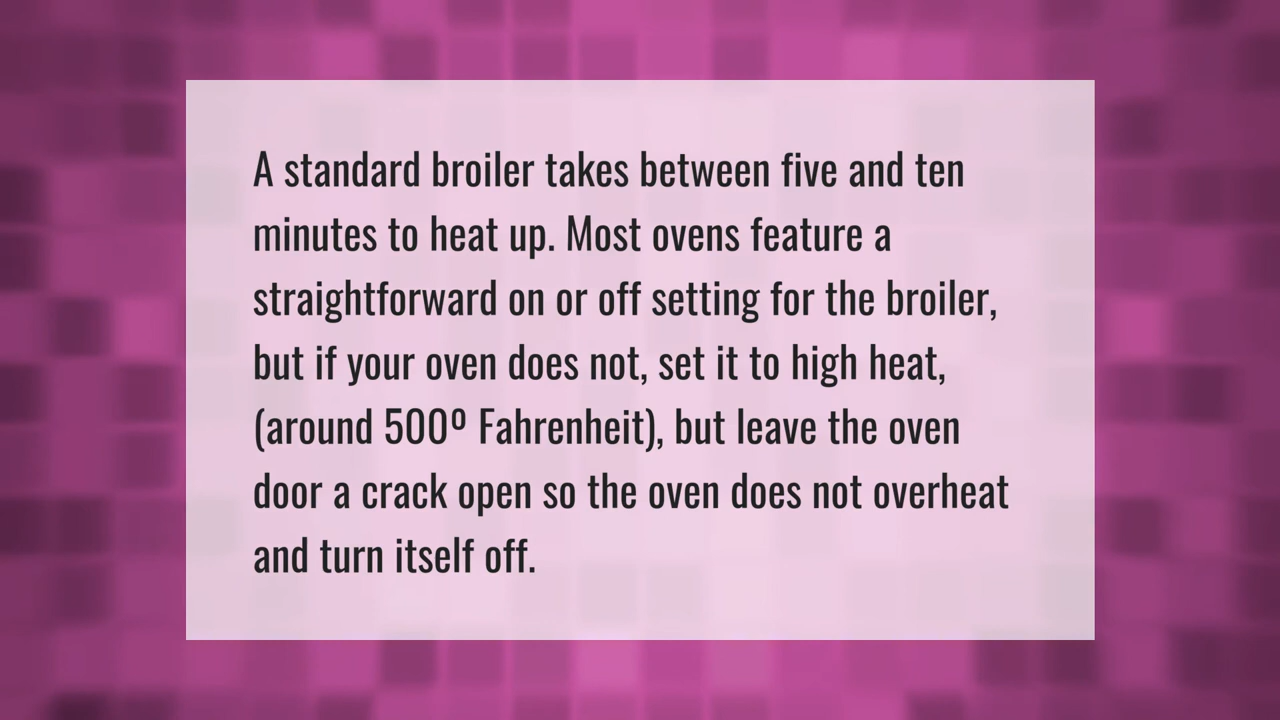 A standard broiler takes between five and ten
minutes to heat up. Most ovens feature a
straightforward on or off setting for the broiler,
but if your oven does not, set it to high heat,
(around 500º Fahrenheit), but leave the oven
door a crack open so the oven does not overheat
and turn itself off.